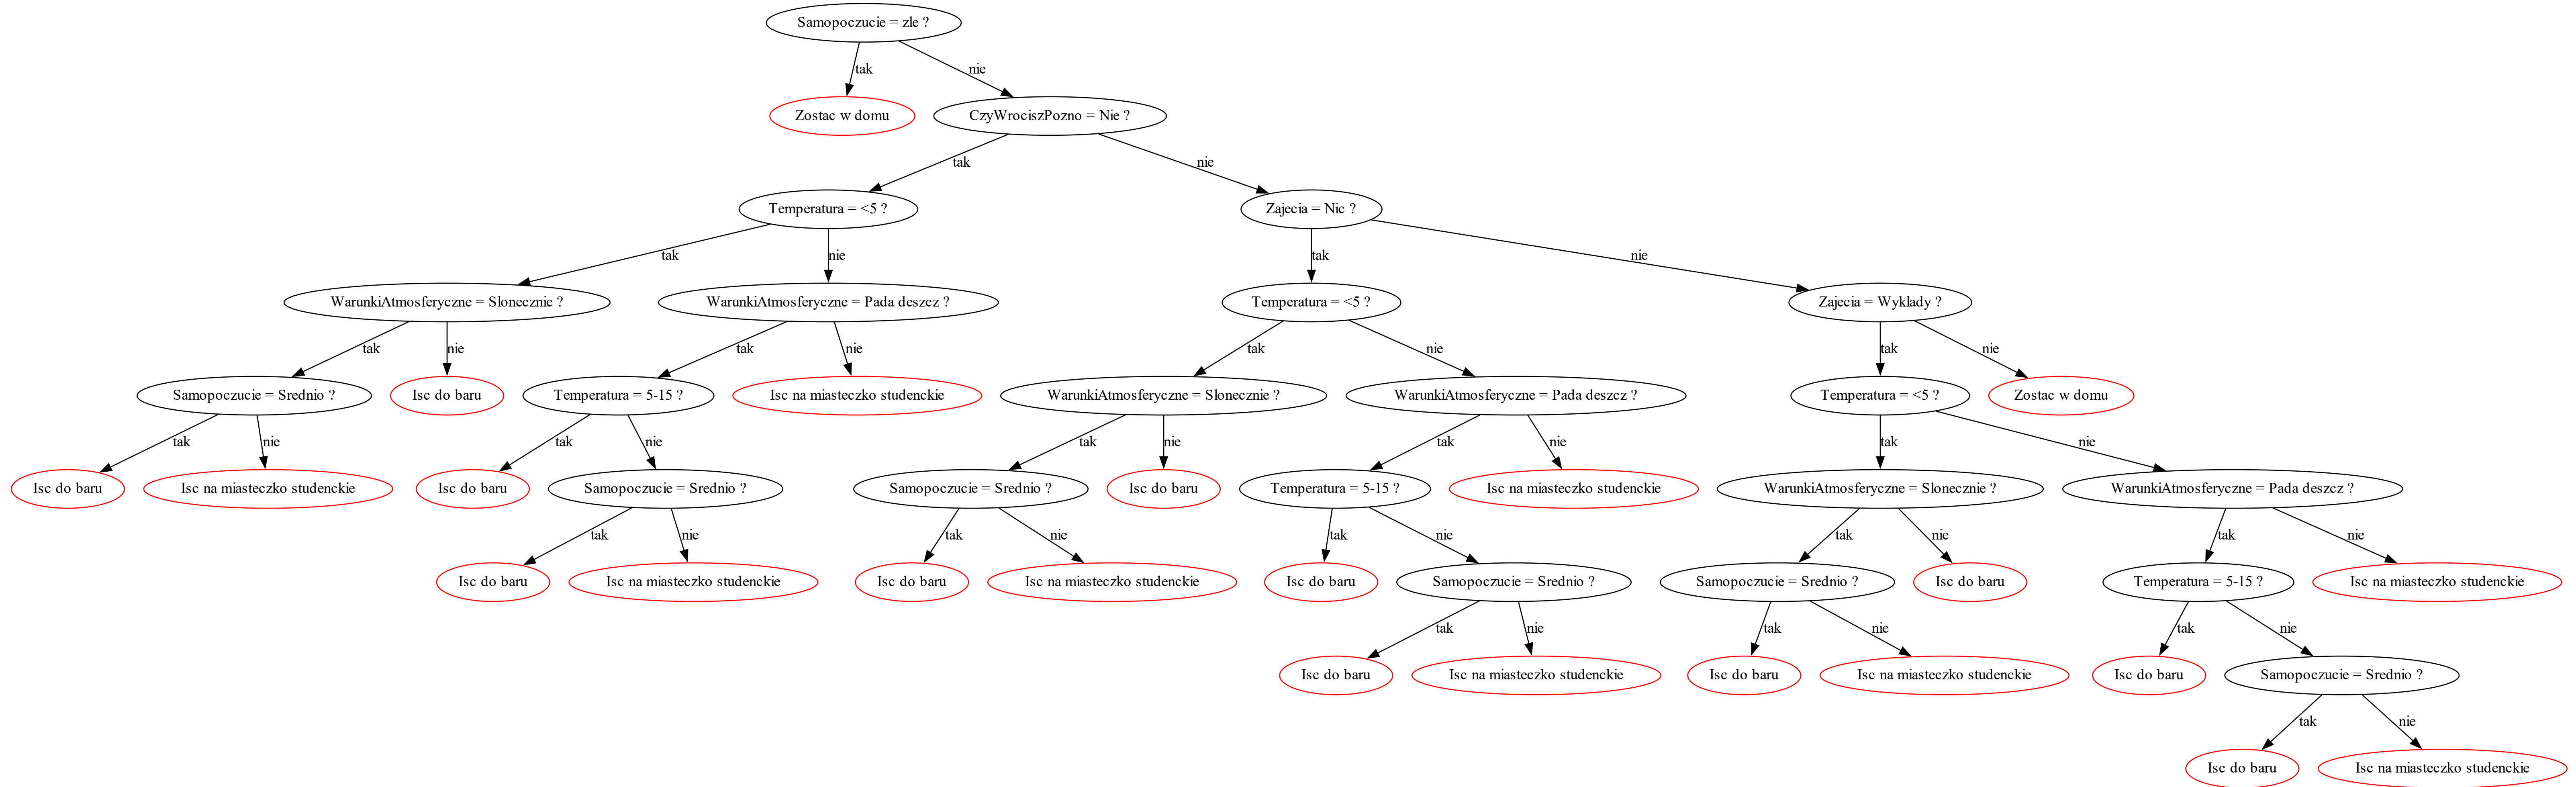 Samopoczucie = zle ?
tak
nie
Zostac w domu
CzyWrociszPozno = Nie ?
tak
nie
Temperatura = <5 ?
Zajecia = Nic ?
tak
nie
tak
nie
WarunkiAtmosferyczne = Slonecznie ?
WarunkiAtmosferyczne = Pada deszcz ?
Temperatura = <5 ?
Zajecia = Wyklady ?
tak
nie
tak
nie
tak
nie
tak
nie
Samopoczucie = Srednio ?
Isc do baru
Temperatura = 5-15 ?
Isc na miasteczko studenckie
WarunkiAtmosferyczne = Slonecznie ?
WarunkiAtmosferyczne = Pada deszcz ?
Temperatura = <5 ?
Zostac w domu
tak
nie
tak
nie
tak
nie
tak
nie
tak
nie
Isc do baru
Isc na miasteczko studenckie
Isc do baru
Samopoczucie = Srednio ?
Samopoczucie = Srednio ?
Isc do baru
Temperatura = 5-15 ?
Isc na miasteczko studenckie
WarunkiAtmosferyczne = Slonecznie ?
WarunkiAtmosferyczne = Pada deszcz ?
tak
nie
tak
nie
tak
nie
tak
nie
tak
nie
Isc do baru
Isc na miasteczko studenckie
Isc do baru
Isc na miasteczko studenckie
Isc do baru
Samopoczucie = Srednio ?
Samopoczucie = Srednio ?
Isc do baru
Temperatura = 5-15 ?
Isc na miasteczko studenckie
tak
nie
tak
nie
tak
nie
Isc do baru
Isc na miasteczko studenckie
Isc do baru
Isc na miasteczko studenckie
Isc do baru
Samopoczucie = Srednio ?
tak
nie
Isc do baru
Isc na miasteczko studenckie